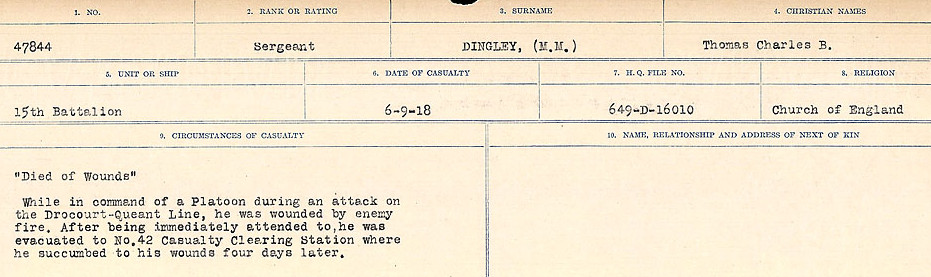 1. NO. 2. RANK OR RATING 3. SURNAME 4. CHRISTIAN NAMES
47844 Sergeant DINGLEY, (M.M.) Thomas Charles B.
5. UNIT OR SHIP 6. DATE OF CASUALTY 7. H. Q. FILE NO. 8. RELIGION
15th Battalion 6-9-18 649-D-16010 Church of England
9. CIRCUMSTANCES OF CASUALTY 10. NAME, RELATIONSHIP AND ADDRESS OF NEXT OF KIN
"Died of Wounds"
While in command of a Platoon during an attack on
the Drocourt-Queant Line, he was wounded by enemy
fire. After being immediately attended to,he was
evacuated to No.42 Casualty Clearing Station where
he succumbed to his wounds four days later.